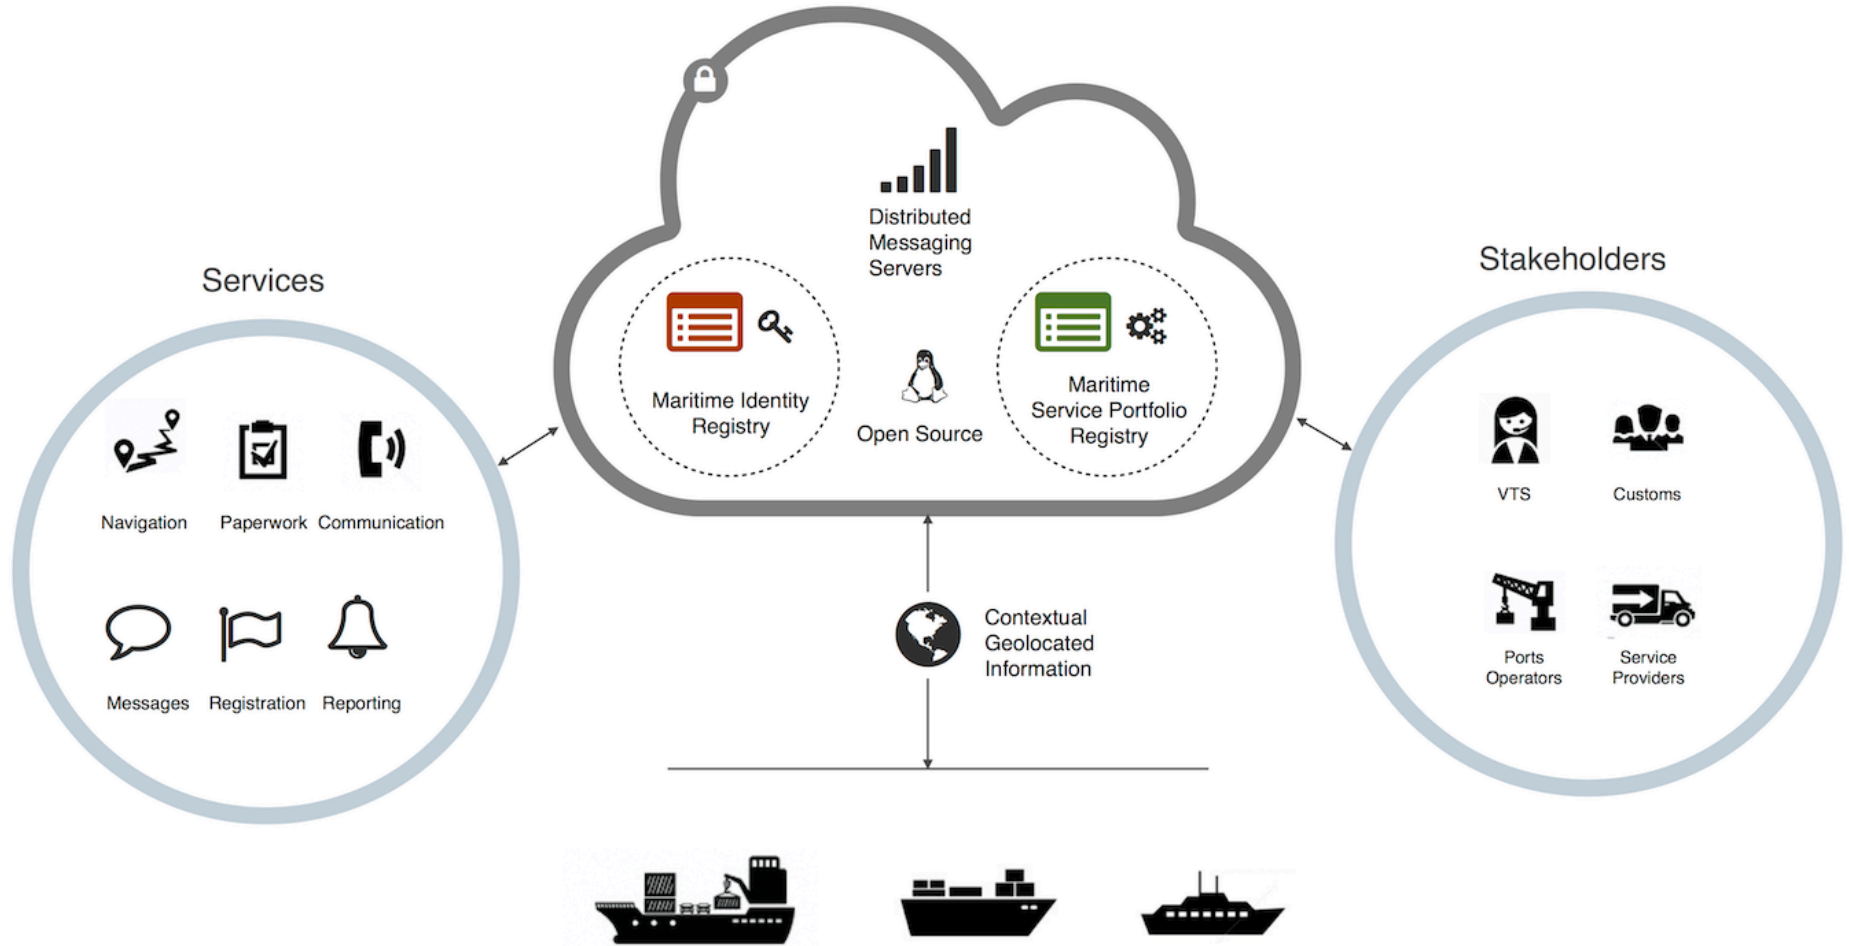 Distributed
Messaging
Servers
Services
Stakeholders
Maritime Identity
Registry
Open Source
Maritime
Service Portfolio
Registry
Navigation
Paperwork
Communication
VTS
Customs
Contextual
Geolocated
Information
Messages
Registration
Reporting
Ports
Operators
Service
Providers